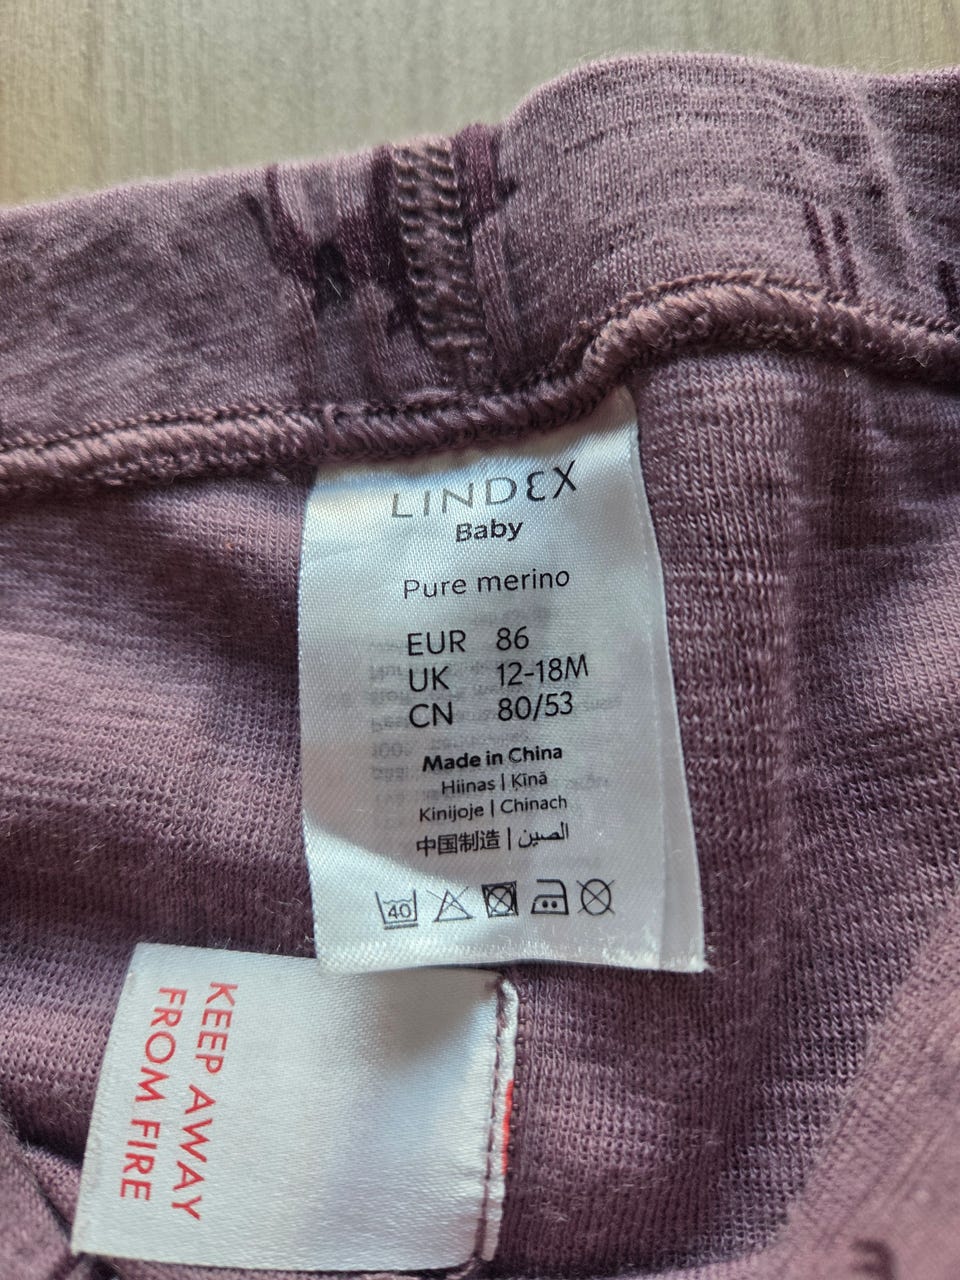 LINDEX
Baby
Pure merino
EUR 86
UK 12-18M
CN 80/53
Made in China
Hiinas | Ķīnā
Kinijoje | Chinach
中国制造 | الصين
40
KEEP AWAY
FROM FIRE